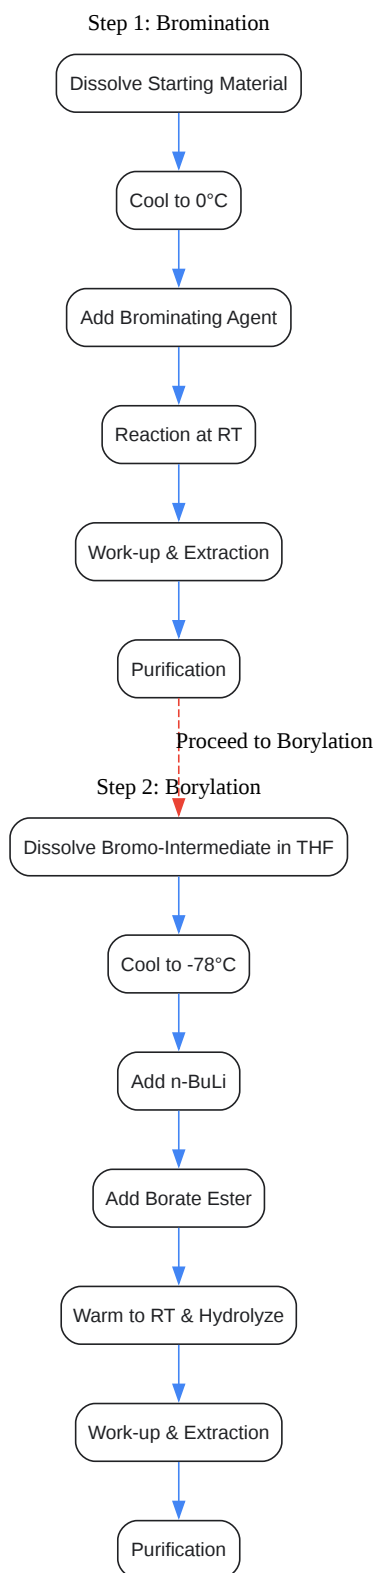 Step 1: Bromination
Dissolve Starting Material
Cool to 0°C
Add Brominating Agent
Reaction at RT
Work-up & Extraction
Purification
Proceed to Borylation
Step 2: Borylation
Dissolve Bromo-Intermediate in THF
Cool to -78°C
Add n-BuLi
Add Borate Ester
Warm to RT & Hydrolyze
Work-up & Extraction
Purification